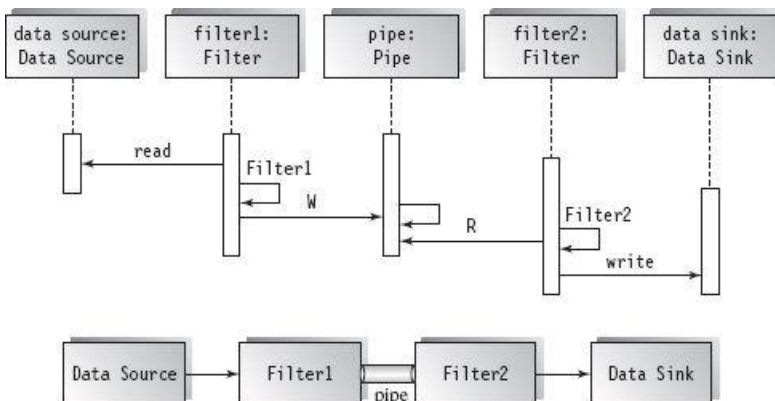 data source:
Data Source
filter1:
Filter
pipe:
Pipe
filter2:
Filter
data sink:
Data Sink
read
Filter1
W
R
Filter2
write
Data Source
Filter1
pipe
Filter2
Data Sink